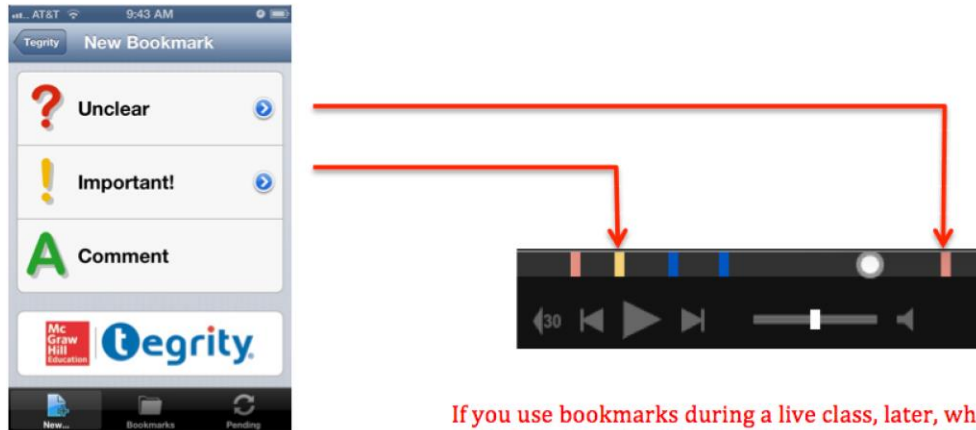 AT&T 9:43 AM
Tegrity New Bookmark
? Unclear
! Important!
A Comment
Mc
Graw
Hill
Education
tegrity.
30
New... Bookmarks Pending
If you use bookmarks during a live class, later, wh